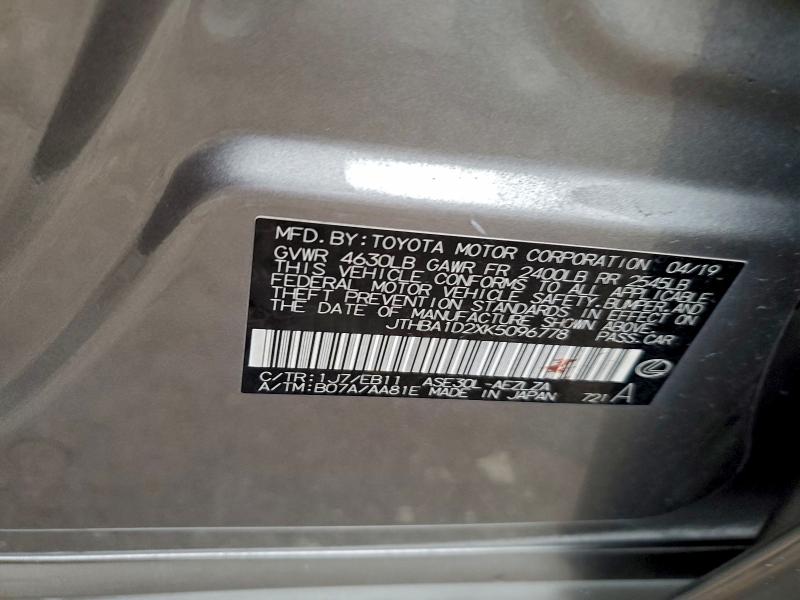 MFD. BY: TOYOTA MOTOR CORPORATION 04/19
GVWR 4630LB GAWR FR 2400LB RR 2545LB
THIS VEHICLE CONFORMS TO ALL APPLICABLE
FEDERAL MOTOR VEHICLE SAFETY, BUMPER, AND
THEFT PREVENTION STANDARDS IN EFFECT ON
THE DATE OF MANUFACTURE SHOWN ABOVE.
JTHBA1D2XK5096778 PASS. CAR
C/TR: 1J7/EB11 ASE30L-AEZLZA
A/TM: B07A/AA81E MADE IN JAPAN 721 A